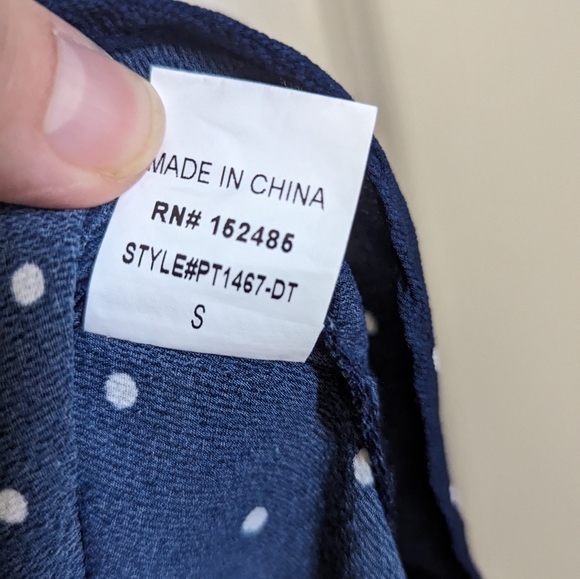 MADE IN CHINA
RN# 152485
STYLE#PT1467-DT
S